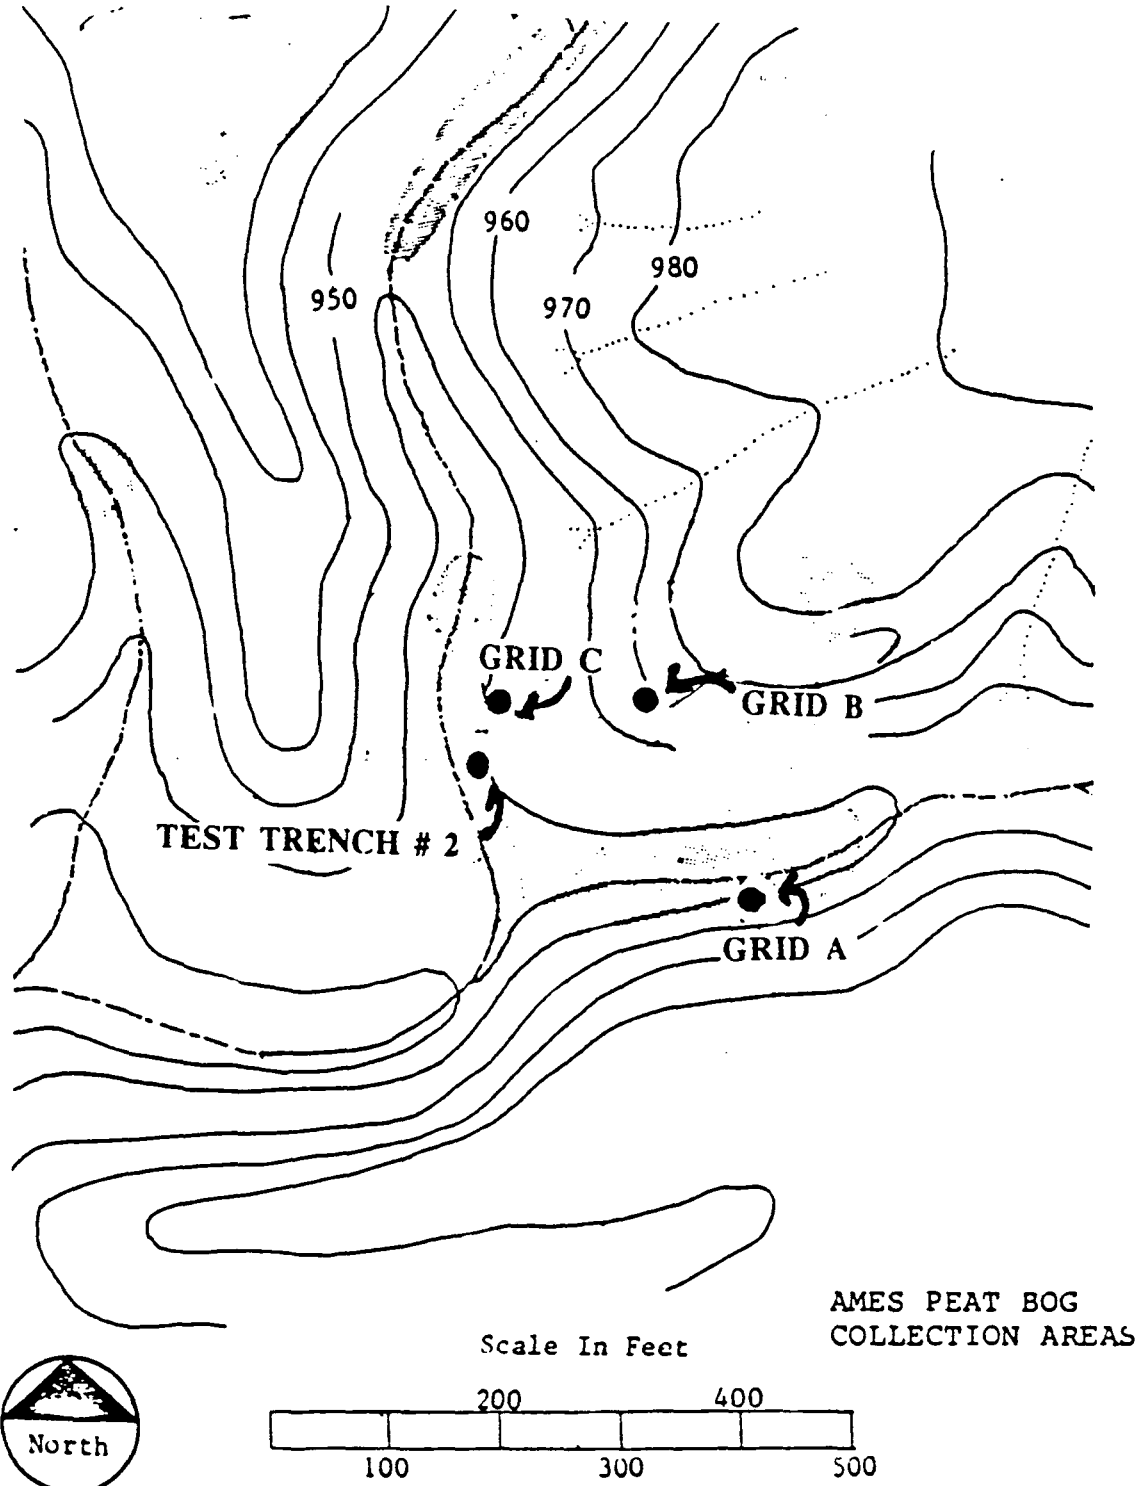 960
980
950
970
GRID C
GRID B
TEST TRENCH # 2
GRID A
AMES PEAT BOG
COLLECTION AREAS
Scale In Feet
200 400
North
100 300 500